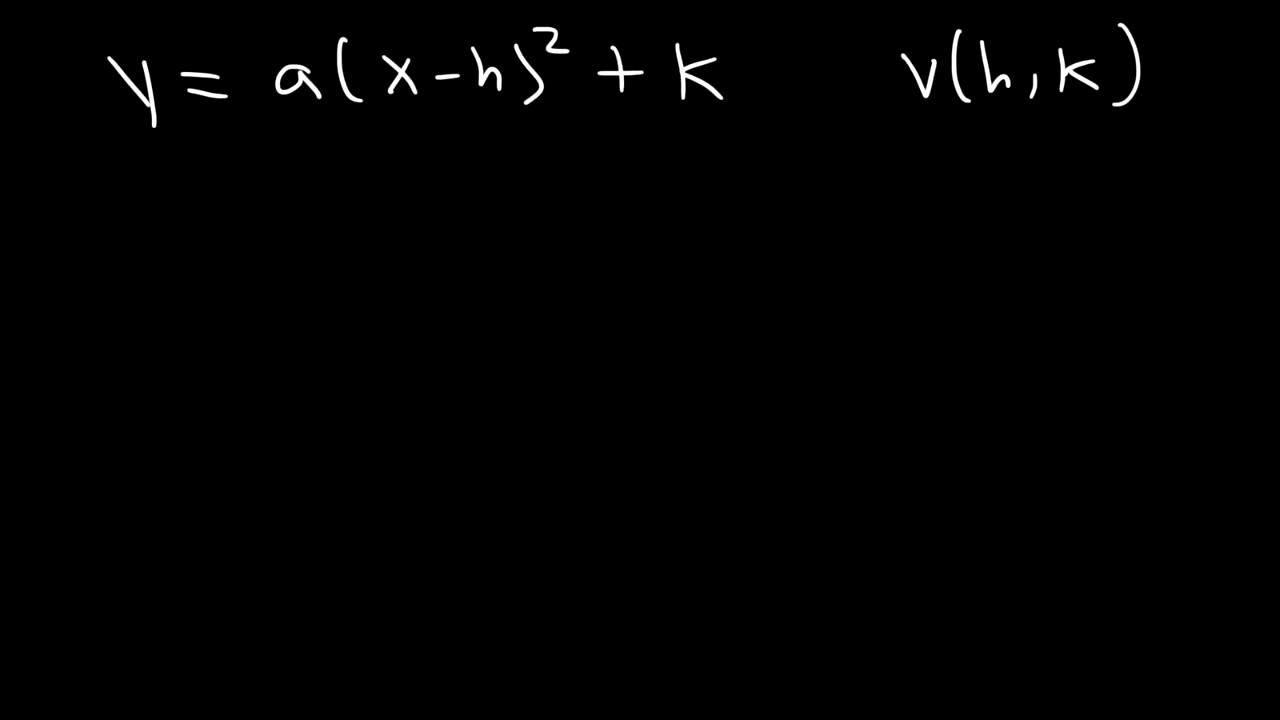 y = a(x-h)² + k v(h,k)